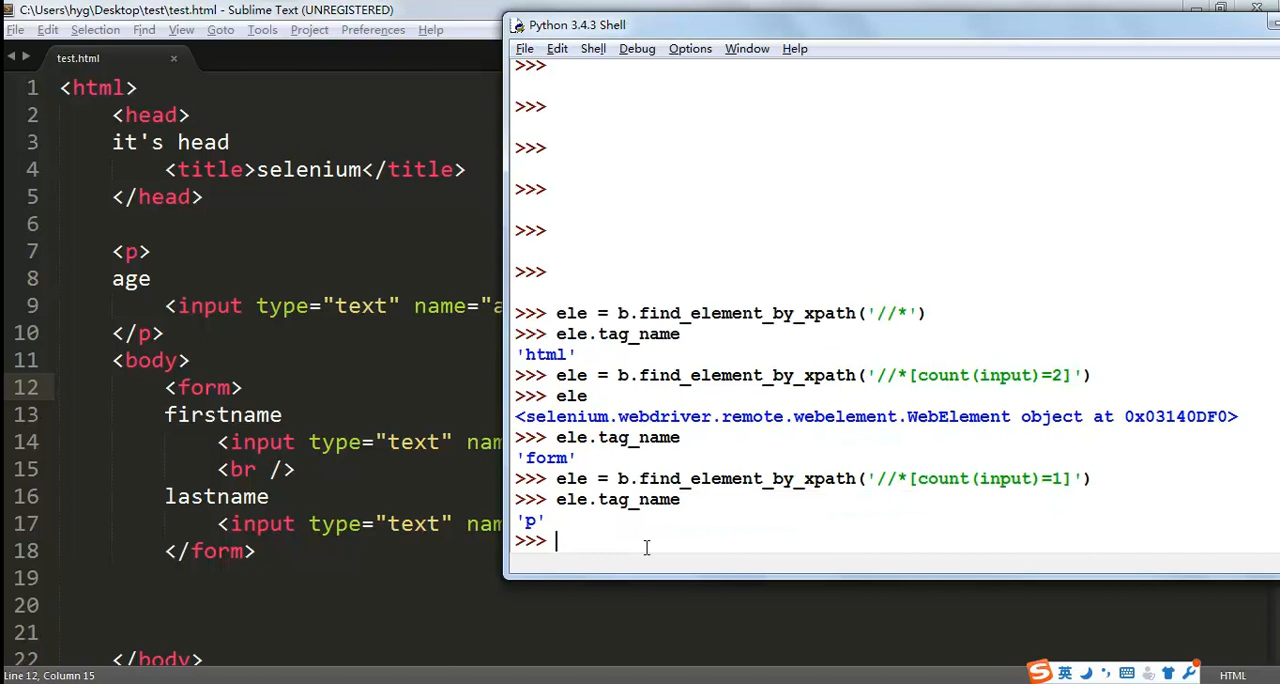 C:\Users\hyg\Desktop\test\test.html - Sublime Text (UNREGISTERED)
File Edit Selection Find View Goto Tools Project Preferences Help
test.html ×
1 <html>
2 <head>
3 it's head
4 <title>selenium</title>
5 </head>
6
7 <p>
8 age
9 <input type="text" name="a
10 </p>
11 <body>
12 <form>
13 firstname
14 <input type="text" nam
15 <br />
16 lastname
17 <input type="text" nam
18 </form>
19
20
21
22 </body>
Line 12, Column 15
Python 3.4.3 Shell
File Edit Shell Debug Options Window Help
>>>
>>>
>>>
>>>
>>>
>>>
>>> ele = b.find_element_by_xpath('//*')
>>> ele.tag_name
'html'
>>> ele = b.find_element_by_xpath('//*[count(input)=2]')
>>> ele
<selenium.webdriver.remote.webelement.WebElement object at 0x03140DF0>
>>> ele.tag_name
'form'
>>> ele = b.find_element_by_xpath('//*[count(input)=1]')
>>> ele.tag_name
'p'
>>>
S 英
HTML